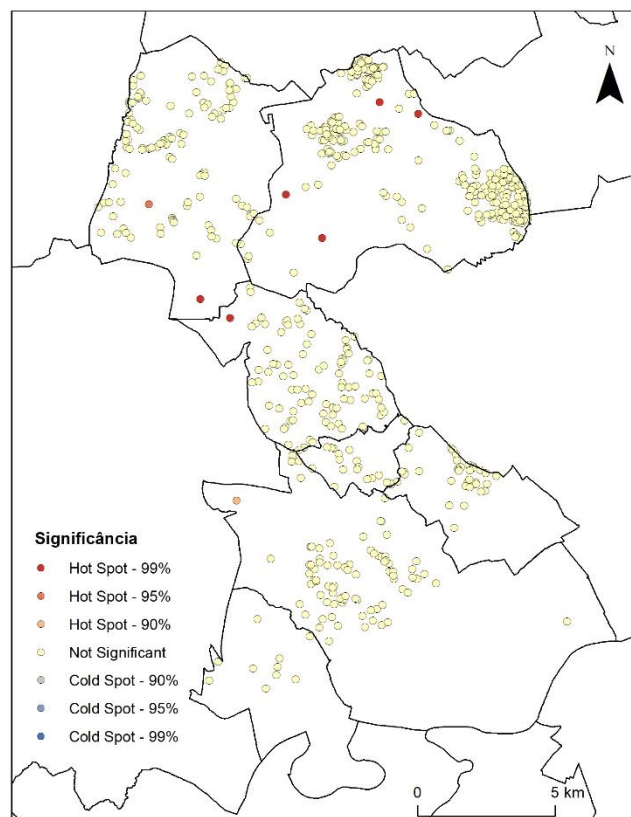 N
Significância
Hot Spot - 99%
Hot Spot - 95%
Hot Spot - 90%
Not Significant
Cold Spot - 90%
Cold Spot - 95%
Cold Spot - 99%
0 5 km